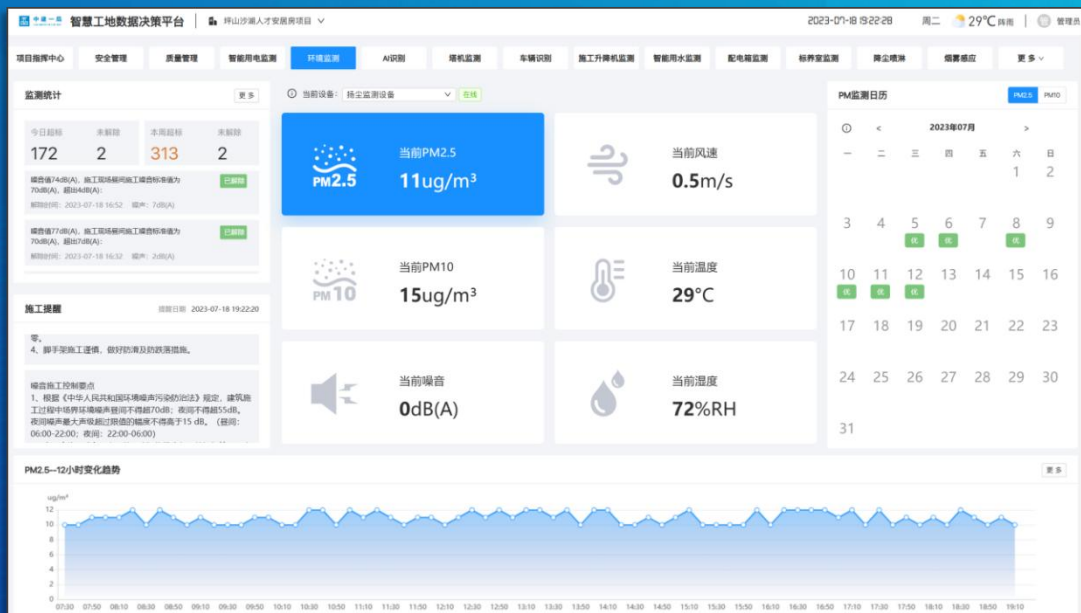 中建一局 智慧工地数据决策平台 坪山沙湖人才安居房项目 2023-07-18 19:22:28 周二 29℃ 阵雨 管理员
项目指挥中心 安全管理 质量管理 智能用电监测 环境监测 AI识别 塔机监测 车辆识别 施工升降机监测 智能用水监测 配电箱监测 标养室监测 降尘喷淋 烟雾感应 更多
监测统计 更多
今日超标 未解除 本周超标 未解除
172 2 313 2
噪音值74dB(A)，施工现场昼间施工噪音标准值为
70dB(A)，超出4dB(A)；
已解除
解除时间：2023-07-18 16:52 噪声：7dB(A)
噪音值77dB(A)，施工现场昼间施工噪音标准值为
70dB(A)，超出7dB(A)；
已解除
解除时间：2023-07-18 16:32 噪声：2dB(A)
施工提醒 提醒日期 2023-07-18 19:22:20
零。
4、脚手架施工谨慎，做好防滑及防跌落措施。
噪音施工控制要点
1、根据《中华人民共和国环境噪声污染防治法》规定，建筑施
工过程中场界环境噪声昼间不得超70dB；夜间不得超55dB。
夜间噪声最大声级超过限值的幅度不得高于15 dB。（昼间：
06:00-22:00；夜间：22:00-06:00）
当前设备： 扬尘监测设备 在线
PM2.5
当前PM2.5
11ug/m³
当前风速
0.5m/s
PM10
当前PM10
15ug/m³
当前温度
29°C
当前噪音
0dB(A)
当前湿度
72%RH
PM监测日历 PM2.5 PM10
< 2023年07月 >
一 二 三 四 五 六 日
1 2
3 4 5 6 7 8 9
优 优 优
10 11 12 13 14 15 16
优 优 优
17 18 19 20 21 22 23
24 25 26 27 28 29 30
31
PM2.5--12小时变化趋势 更多
ug/m³
12
10
8
6
4
2
0
07:30 07:50 08:10 08:30 08:50 09:10 09:30 09:50 10:10 10:30 10:50 11:10 11:30 11:50 12:10 12:30 12:50 13:10 13:30 13:50 14:10 14:30 14:50 15:10 15:30 15:50 16:10 16:30 16:50 17:10 17:30 17:50 18:10 18:30 18:50 19:10